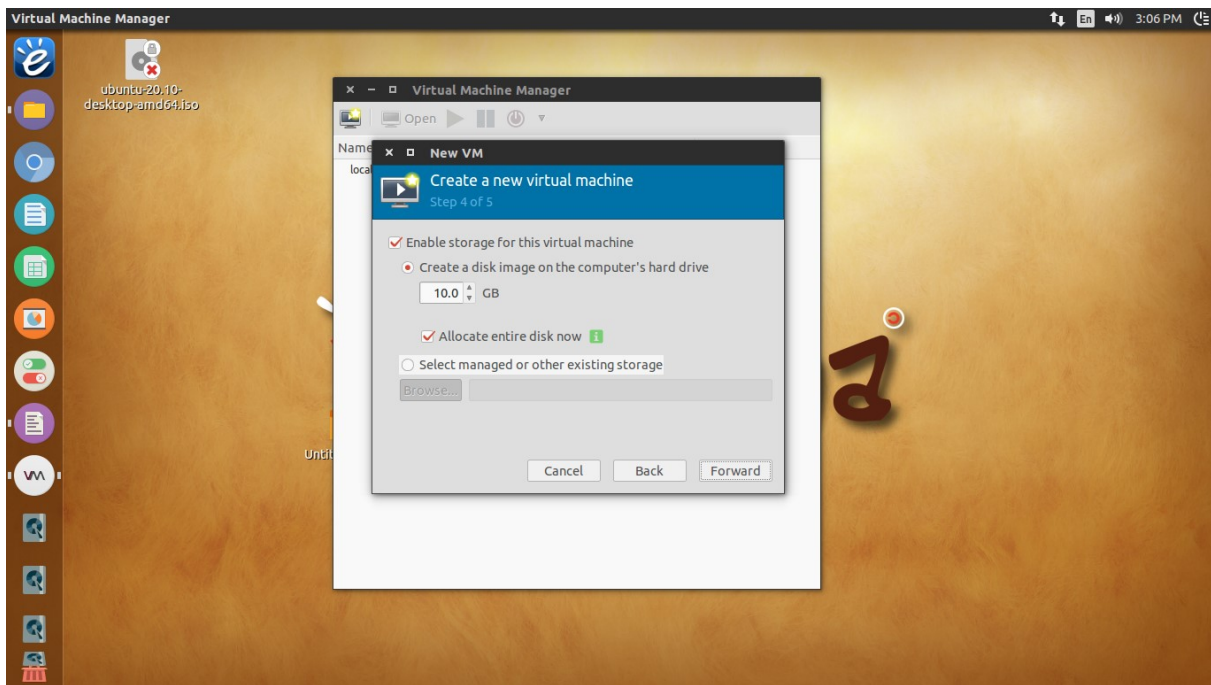 Virtual Machine Manager
En
3:06 PM
ubuntu-20.10-
desktop-amd64.iso
Virtual Machine Manager
Open
Name
New VM
Create a new virtual machine
Step 4 of 5
Enable storage for this virtual machine
Create a disk image on the computer's hard drive
10.0 GB
Allocate entire disk now
Select managed or other existing storage
Browse...
Cancel
Back
Forward
VM